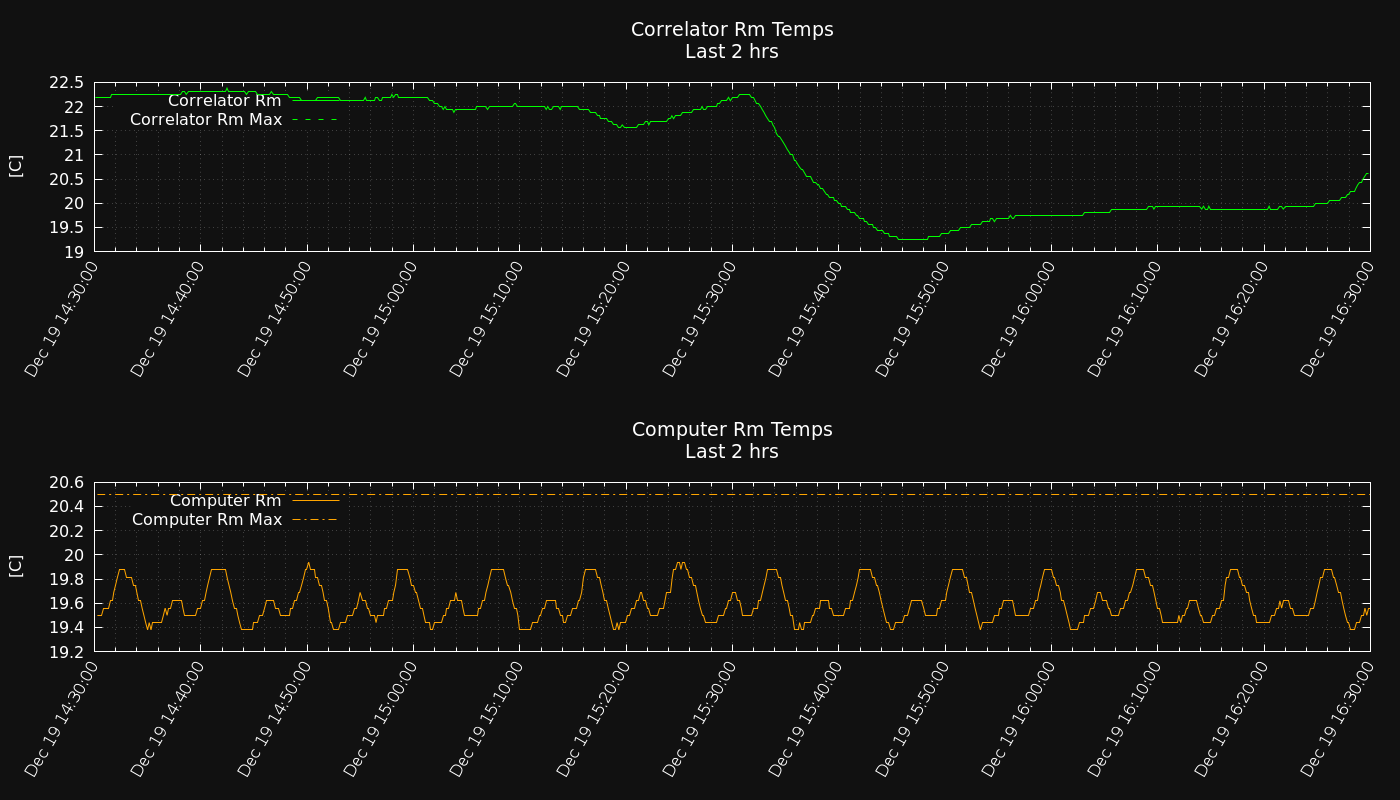 Correlator Rm Temps
Last 2 hrs
22.5
22
21.5
21
20.5
20
19.5
19
[C]
Correlator Rm
Correlator Rm Max
Dec 19 14:30:00
Dec 19 14:40:00
Dec 19 14:50:00
Dec 19 15:00:00
Dec 19 15:10:00
Dec 19 15:20:00
Dec 19 15:30:00
Dec 19 15:40:00
Dec 19 15:50:00
Dec 19 16:00:00
Dec 19 16:10:00
Dec 19 16:20:00
Dec 19 16:30:00
Computer Rm Temps
Last 2 hrs
20.6
20.4
20.2
20
19.8
19.6
19.4
19.2
[C]
Computer Rm
Computer Rm Max
Dec 19 14:30:00
Dec 19 14:40:00
Dec 19 14:50:00
Dec 19 15:00:00
Dec 19 15:10:00
Dec 19 15:20:00
Dec 19 15:30:00
Dec 19 15:40:00
Dec 19 15:50:00
Dec 19 16:00:00
Dec 19 16:10:00
Dec 19 16:20:00
Dec 19 16:30:00